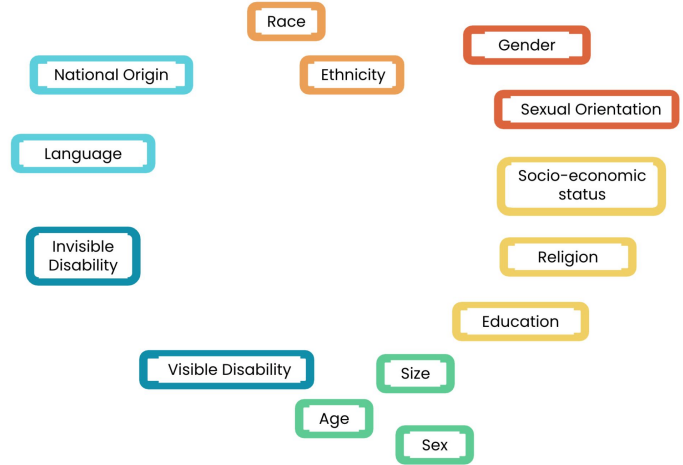 Race
Gender
National Origin
Ethnicity
Sexual Orientation
Language
Socio-economic
status
Invisible
Disability
Religion
Education
Visible Disability
Size
Age
Sex